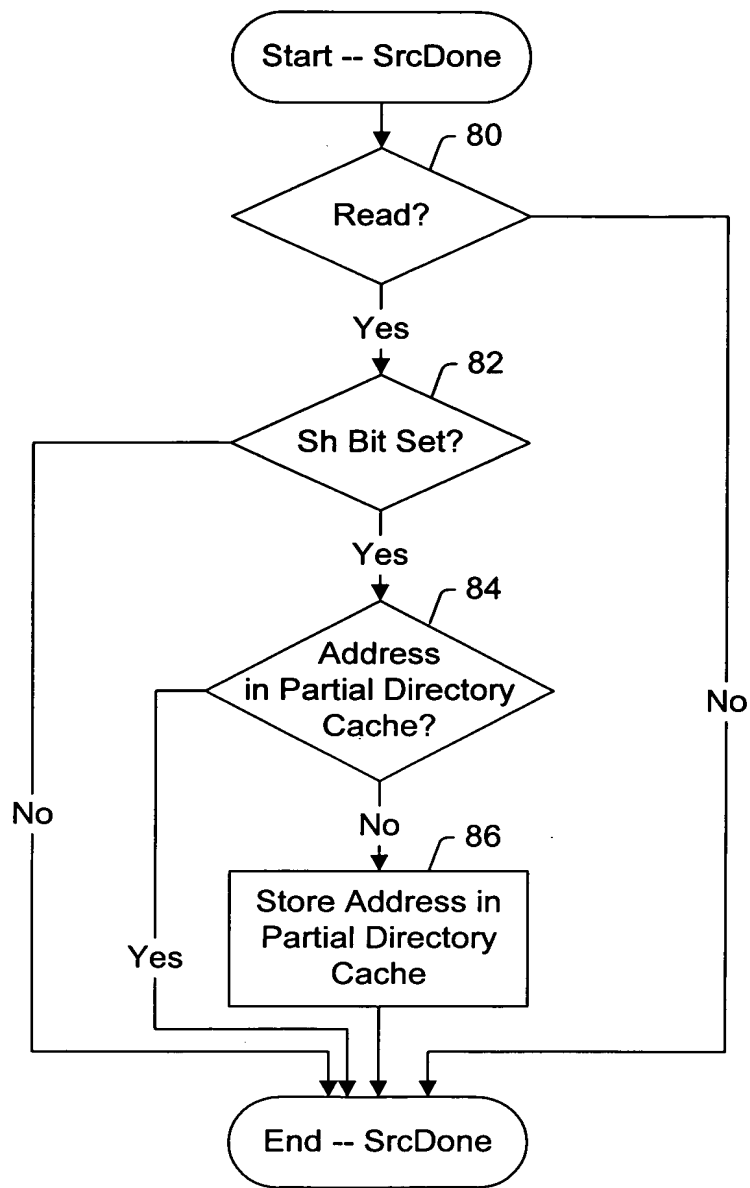 Start -- SrcDone
80
Read?
Yes
82
Sh Bit Set?
Yes
84
Address
in Partial Directory
Cache?
No
No
No
86
Store Address in
Partial Directory
Cache
Yes
End -- SrcDone